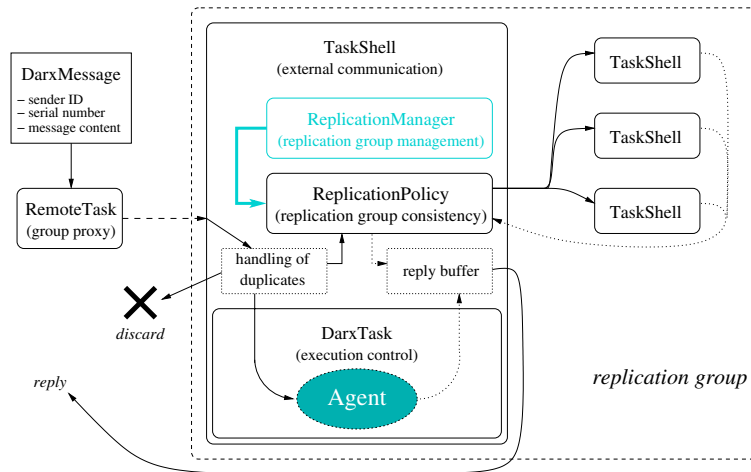 TaskShell
(external communication)
DarxMessage
– sender ID
– serial number
– message content
ReplicationManager
(replication group management)
TaskShell
TaskShell
TaskShell
RemoteTask
(group proxy)
ReplicationPolicy
(replication group consistency)
handling of
duplicates
reply buffer
discard
DarxTask
(execution control)
Agent
reply
replication group